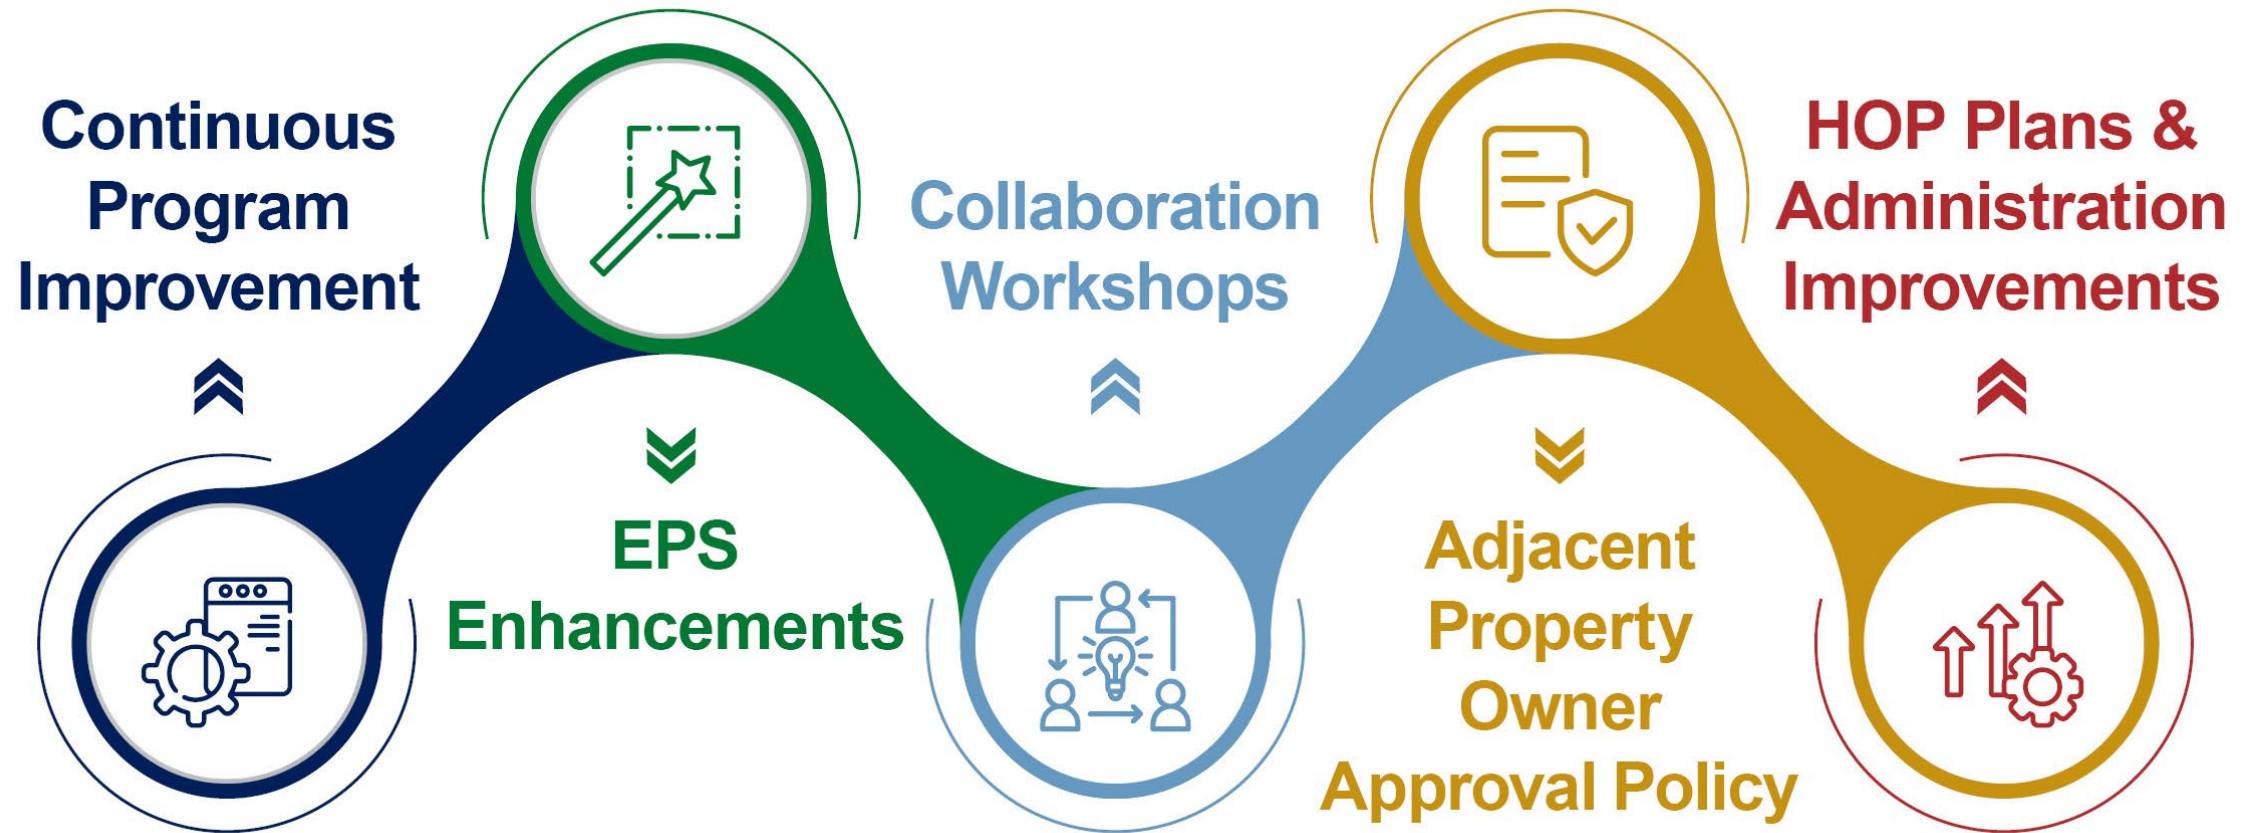 Continuous
Program
Improvement
EPS
Enhancements
Collaboration
Workshops
Adjacent
Property
Owner
Approval Policy
HOP Plans &
Administration
Improvements